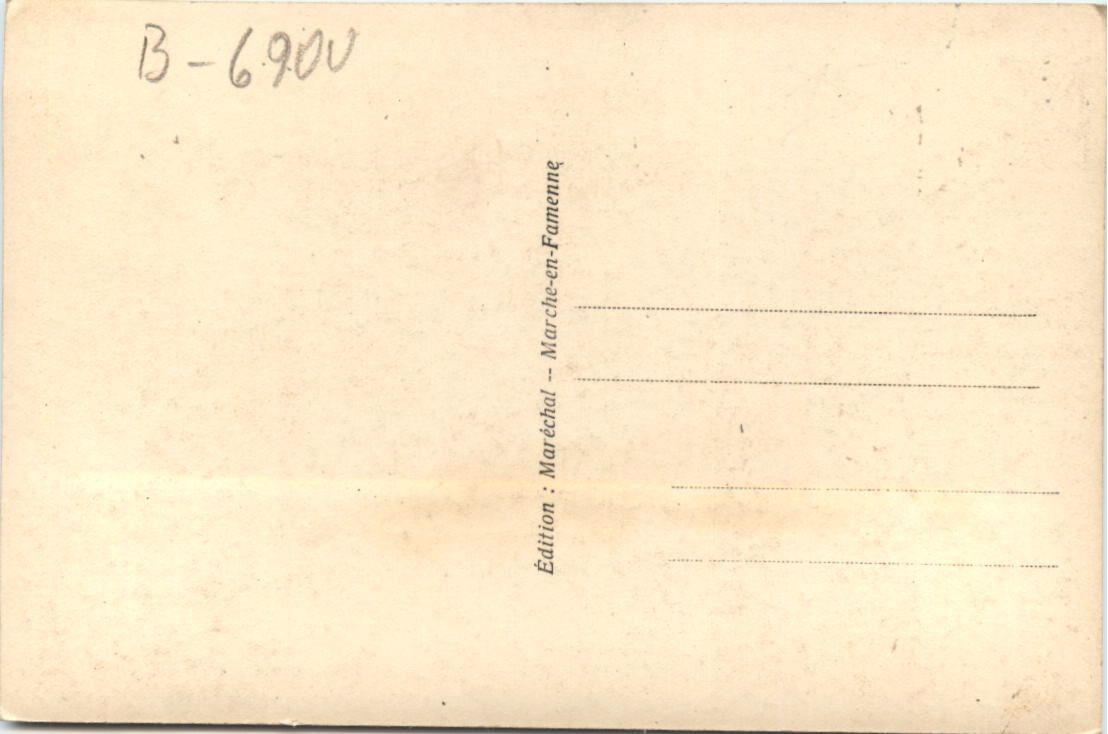 B-6900
Édition : Maréchal -- Marche-en-Famenne